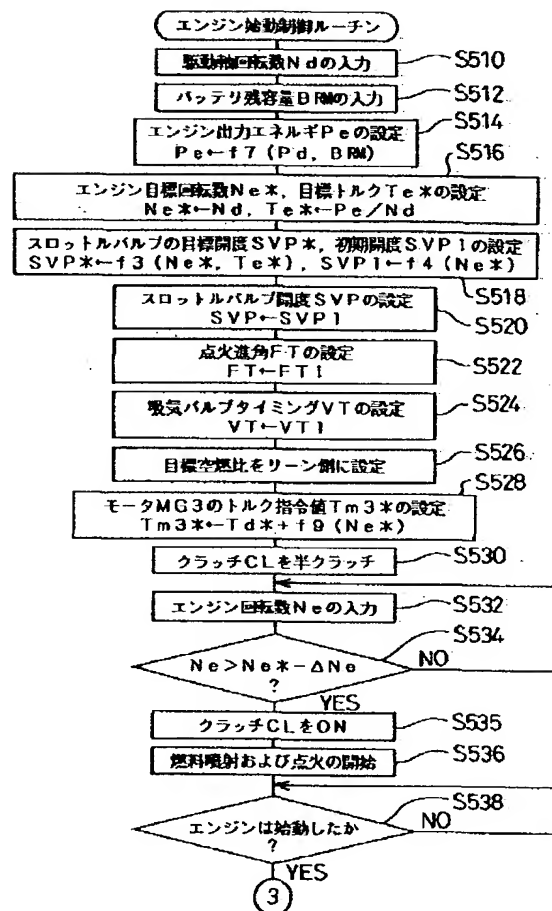 エンジン始動制御ルーチン
駆動軸回転数Ndの入力
S510
バッテリ残容量BRMの入力
S512
エンジン出力エネルギPeの設定
Pe←f7(Pd, BRM)
S514
エンジン目標回転数Ne*, 目標トルクTe*の設定
Ne*←Nd, Te*←Pe/Nd
S516
スロットルバルブの目標開度SVP*, 初期開度SVP1の設定
SVP*←f3(Ne*, Te*), SVP1←f4(Ne*)
S518
スロットルバルブ開度SVPの設定
SVP←SVP1
S520
点火進角FTの設定
FT←FT1
S522
吸気バルブタイミングVTの設定
VT←VT1
S524
目標空燃比をリーン側に設定
S526
モータMG3のトルク指令値Tm3*の設定
Tm3*←Td*+f9(Ne*)
S528
クラッチCLを半クラッチ
S530
エンジン回転数Neの入力
S532
Ne>Ne*-ΔNe
?
S534
NO
YES
クラッチCLをON
S535
燃料噴射および点火の開始
S536
エンジンは始動したか
?
S538
NO
YES
3